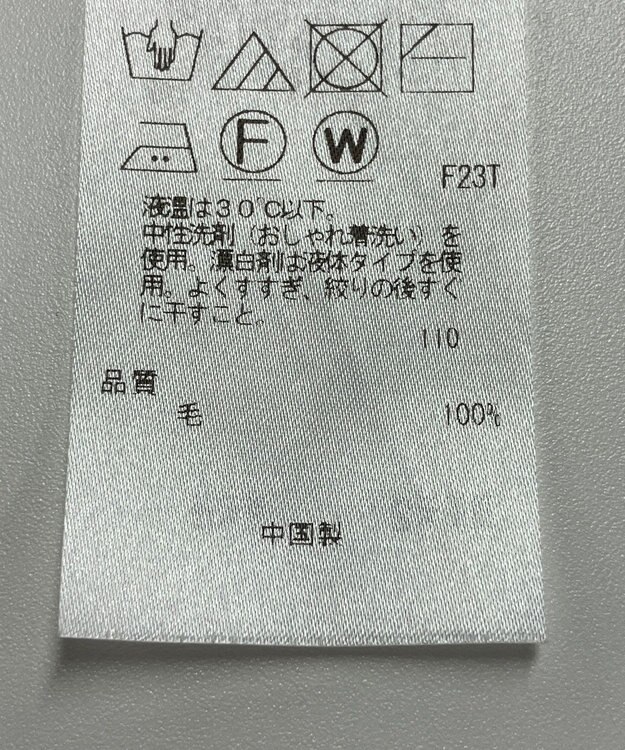 F W
F23T
液温は30℃以下。
中性洗剤（おしゃれ着洗い）を
使用。漂白剤は液体タイプを使
用。よくすすぎ、絞りの後すぐ
に干すこと。
110
品質
毛 100%
中国製